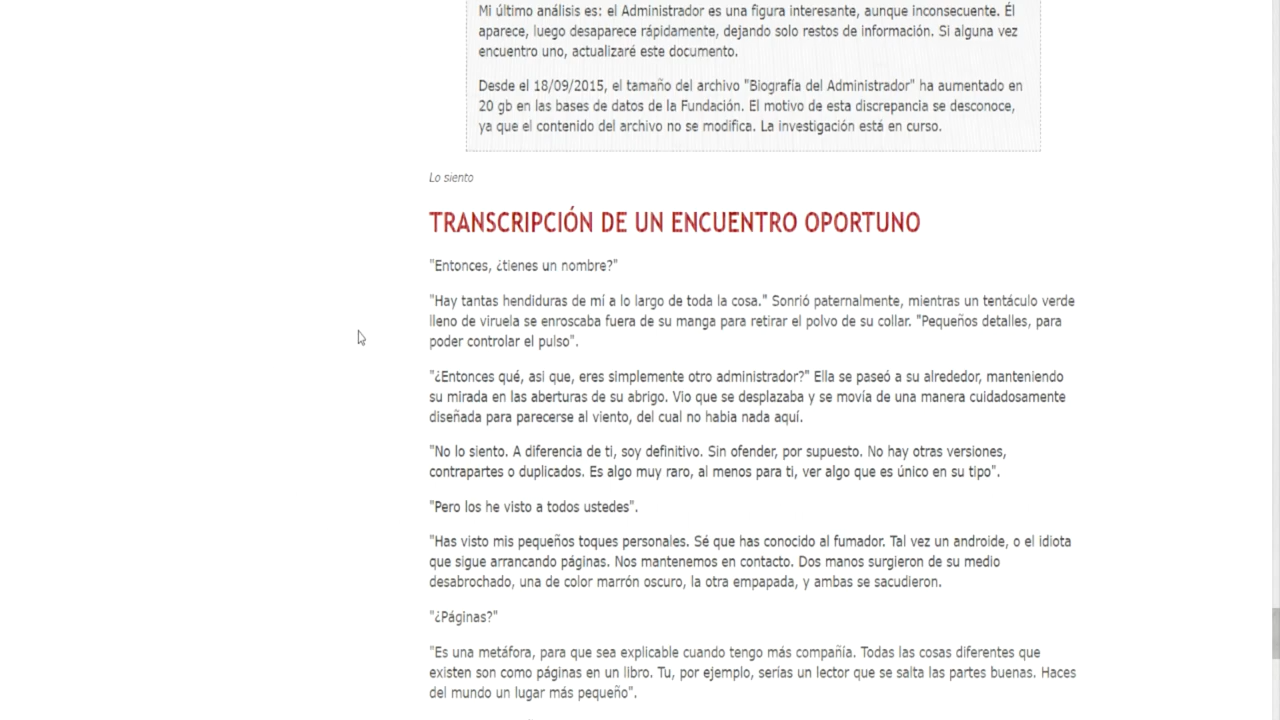 Mi último análisis es: el Administrador es una figura interesante, aunque inconsecuente. Él
aparece, luego desaparece rápidamente, dejando solo restos de información. Si alguna vez
encuentro uno, actualizaré este documento.
Desde el 18/09/2015, el tamaño del archivo "Biografía del Administrador" ha aumentado en
20 gb en las bases de datos de la Fundación. El motivo de esta discrepancia se desconoce,
ya que el contenido del archivo no se modifica. La investigación está en curso.
Lo siento
TRANSCRIPCIÓN DE UN ENCUENTRO OPORTUNO
"Entonces, ¿tienes un nombre?"
"Hay tantas hendiduras de mí a lo largo de toda la cosa." Sonrió paternalmente, mientras un tentáculo verde
lleno de viruela se enroscaba fuera de su manga para retirar el polvo de su collar. "Pequeños detalles, para
poder controlar el pulso".
"¿Entonces qué, asi que, eres simplemente otro administrador?" Ella se paseó a su alrededor, manteniendo
su mirada en las aberturas de su abrigo. Vio que se desplazaba y se movía de una manera cuidadosamente
diseñada para parecerse al viento, del cual no habia nada aquí.
"No lo siento. A diferencia de ti, soy definitivo. Sin ofender, por supuesto. No hay otras versiones,
contrapartes o duplicados. Es algo muy raro, al menos para ti, ver algo que es único en su tipo".
"Pero los he visto a todos ustedes".
"Has visto mis pequeños toques personales. Sé que has conocido al fumador. Tal vez un androide, o el idiota
que sigue arrancando páginas. Nos mantenemos en contacto. Dos manos surgieron de su medio
desabrochado, una de color marrón oscuro, la otra empapada, y ambas se sacudieron.
"¿Páginas?"
"Es una metáfora, para que sea explicable cuando tengo más compañía. Todas las cosas diferentes que
existen son como páginas en un libro. Tu, por ejemplo, serías un lector que se salta las partes buenas. Haces
del mundo un lugar más pequeño".